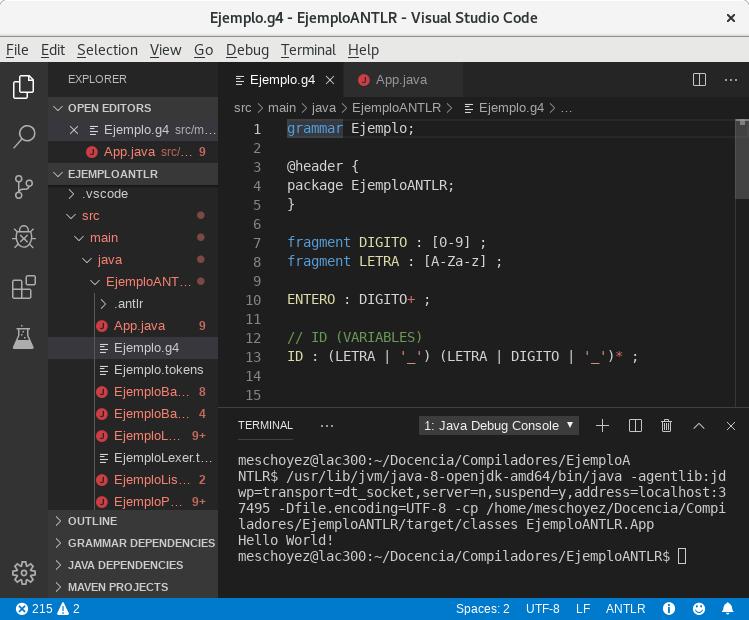 Ejemplo.g4 - EjemploANTLR - Visual Studio Code
File Edit Selection View Go Debug Terminal Help
EXPLORER
OPEN EDITORS
Ejemplo.g4 src/m...
App.java src/... 9
EJEMPLOANTLR
.vscode
src
main
java
EjemploANT...
.antlr
App.java 9
Ejemplo.g4
Ejemplo.tokens
EjemploBa... 8
EjemploBa... 4
EjemploL... 9+
EjemploLexer.t...
EjemploLis... 2
EjemploP... 9+
OUTLINE
GRAMMAR DEPENDENCIES
JAVA DEPENDENCIES
MAVEN PROJECTS
Ejemplo.g4 App.java
src > main > java > EjemploANTLR > Ejemplo.g4 > ...
1 grammar Ejemplo;
2
3 @header {
4 package EjemploANTLR;
5 }
6
7 fragment DIGITO : [0-9] ;
8 fragment LETRA : [A-Za-z] ;
9
10 ENTERO : DIGITO+ ;
11
12 // ID (VARIABLES)
13 ID : (LETRA | '_') (LETRA | DIGITO | '_')* ;
14
15
TERMINAL ... 1: Java Debug Console
meschoyez@lac300:~/Docencia/Compiladores/EjemploA
NTLR$ /usr/lib/jvm/java-8-openjdk-amd64/bin/java -agentlib:jd
wp=transport=dt_socket,server=n,suspend=y,address=localhost:3
7495 -Dfile.encoding=UTF-8 -cp /home/meschoyez/Docencia/Compi
ladores/EjemploANTLR/target/classes EjemploANTLR.App
Hello World!
meschoyez@lac300:~/Docencia/Compiladores/EjemploANTLR$
215 2 Spaces: 2 UTF-8 LF ANTLR